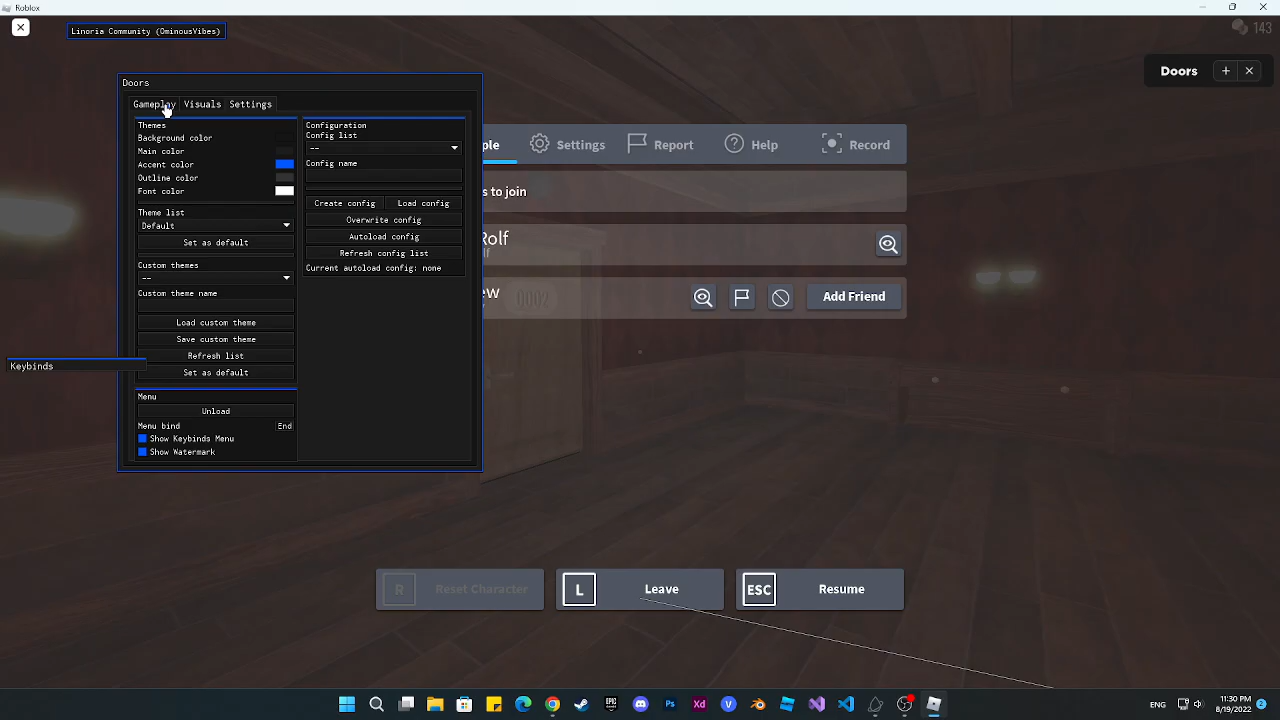 Roblox
Linoria Community (OminousVibes)
143
Doors
Doors
Gameplay Visuals Settings
Themes
Background color
Main color
Accent color
Outline color
Font color
Theme list
Default
Set as default
Custom themes
--
Custom theme name
Load custom theme
Save custom theme
Refresh list
Set as default
Menu
Unload
Menu bind End
Show Keybinds Menu
Show Watermark
Configuration
Config list
--
Config name
Create config Load config
Overwrite config
Autoload config
Refresh config list
Current autoload config: none
Keybinds
ple Settings Report Help Record
s to join
Rolf
lf
ew
0002
Add Friend
R Reset Character
L Leave
ESC Resume
ENG
11:30 PM
8/19/2022
2